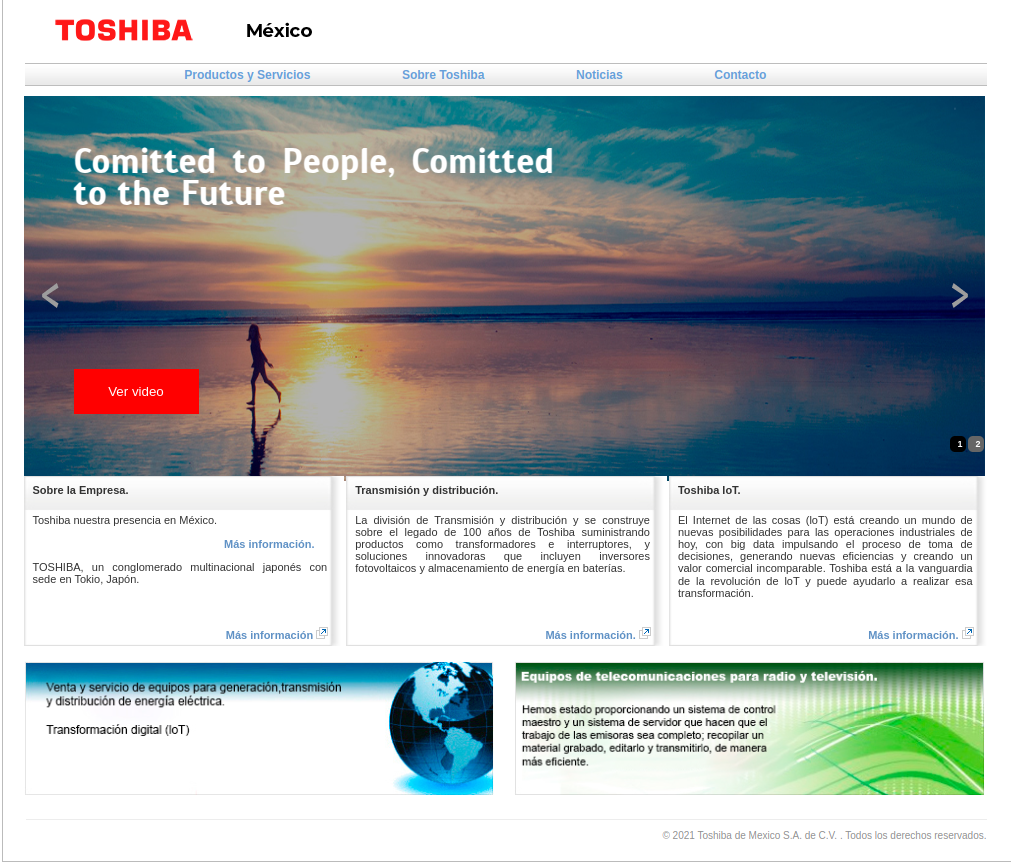 TOSHIBA México
Productos y Servicios Sobre Toshiba Noticias Contacto
Comitted to People, Comitted
to the Future
Ver video
1 2
Sobre la Empresa.
Toshiba nuestra presencia en México.
Más información.
TOSHIBA, un conglomerado multinacional japonés con
sede en Tokio, Japón.
Más información
Transmisión y distribución.
La división de Transmisión y distribución y se construye
sobre el legado de 100 años de Toshiba suministrando
productos como transformadores e interruptores, y
soluciones innovadoras que incluyen inversores
fotovoltaicos y almacenamiento de energía en baterías.
Más información.
Toshiba IoT.
El Internet de las cosas (IoT) está creando un mundo de
nuevas posibilidades para las operaciones industriales de
hoy, con big data impulsando el proceso de toma de
decisiones, generando nuevas eficiencias y creando un
valor comercial incomparable. Toshiba está a la vanguardia
de la revolución de IoT y puede ayudarlo a realizar esa
transformación.
Más información.
Venta y servicio de equipos para generación,transmisión
y distribución de energía eléctrica.
Transformación digital (IoT)
Equipos de telecomunicaciones para radio y televisión.
Hemos estado proporcionando un sistema de control
maestro y un sistema de servidor que hacen que el
trabajo de las emisoras sea completo; recopilar un
material grabado, editarlo y transmitirlo, de manera
más eficiente.
© 2021 Toshiba de Mexico S.A. de C.V. . Todos los derechos reservados.